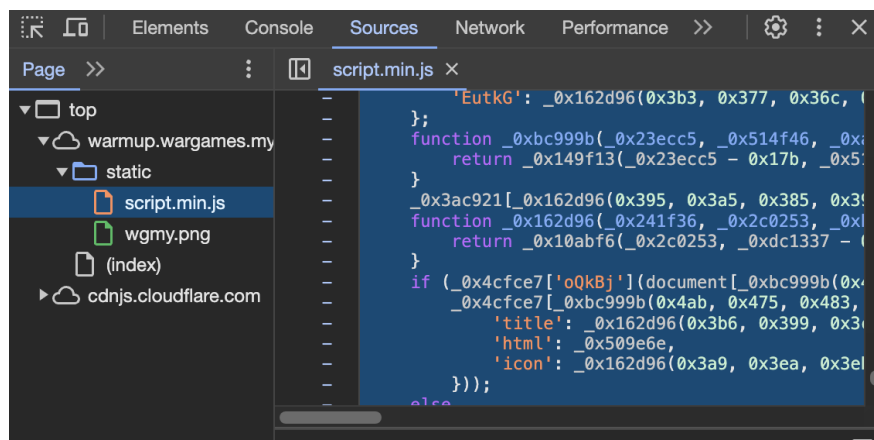 Elements Console Sources Network Performance
Page
script.min.js
top
warmup.wargames.my
static
script.min.js
wgmy.png
(index)
cdnjs.cloudflare.com
'EutkG': _0x162d96(0x3b3, 0x377, 0x36c,
};
function _0xbc999b(_0x23ecc5, _0x514f46,
return _0x149f13(_0x23ecc5 - 0x17b,
}
_0x3ac921[_0x162d96(0x395, 0x3a5, 0x385,
function _0x162d96(_0x241f36, _0x2c0253,
return _0x10abf6(_0x2c0253, _0xdc1337 -
}
if (_0x4cfce7['oQkBj'](document[_0xbc999b(
_0x4cfce7[_0xbc999b(0x4ab, 0x475, 0x483,
'title': _0x162d96(0x3b6, 0x399,
'html': _0x509e6e,
'icon': _0x162d96(0x3a9, 0x3ea,
}));
else